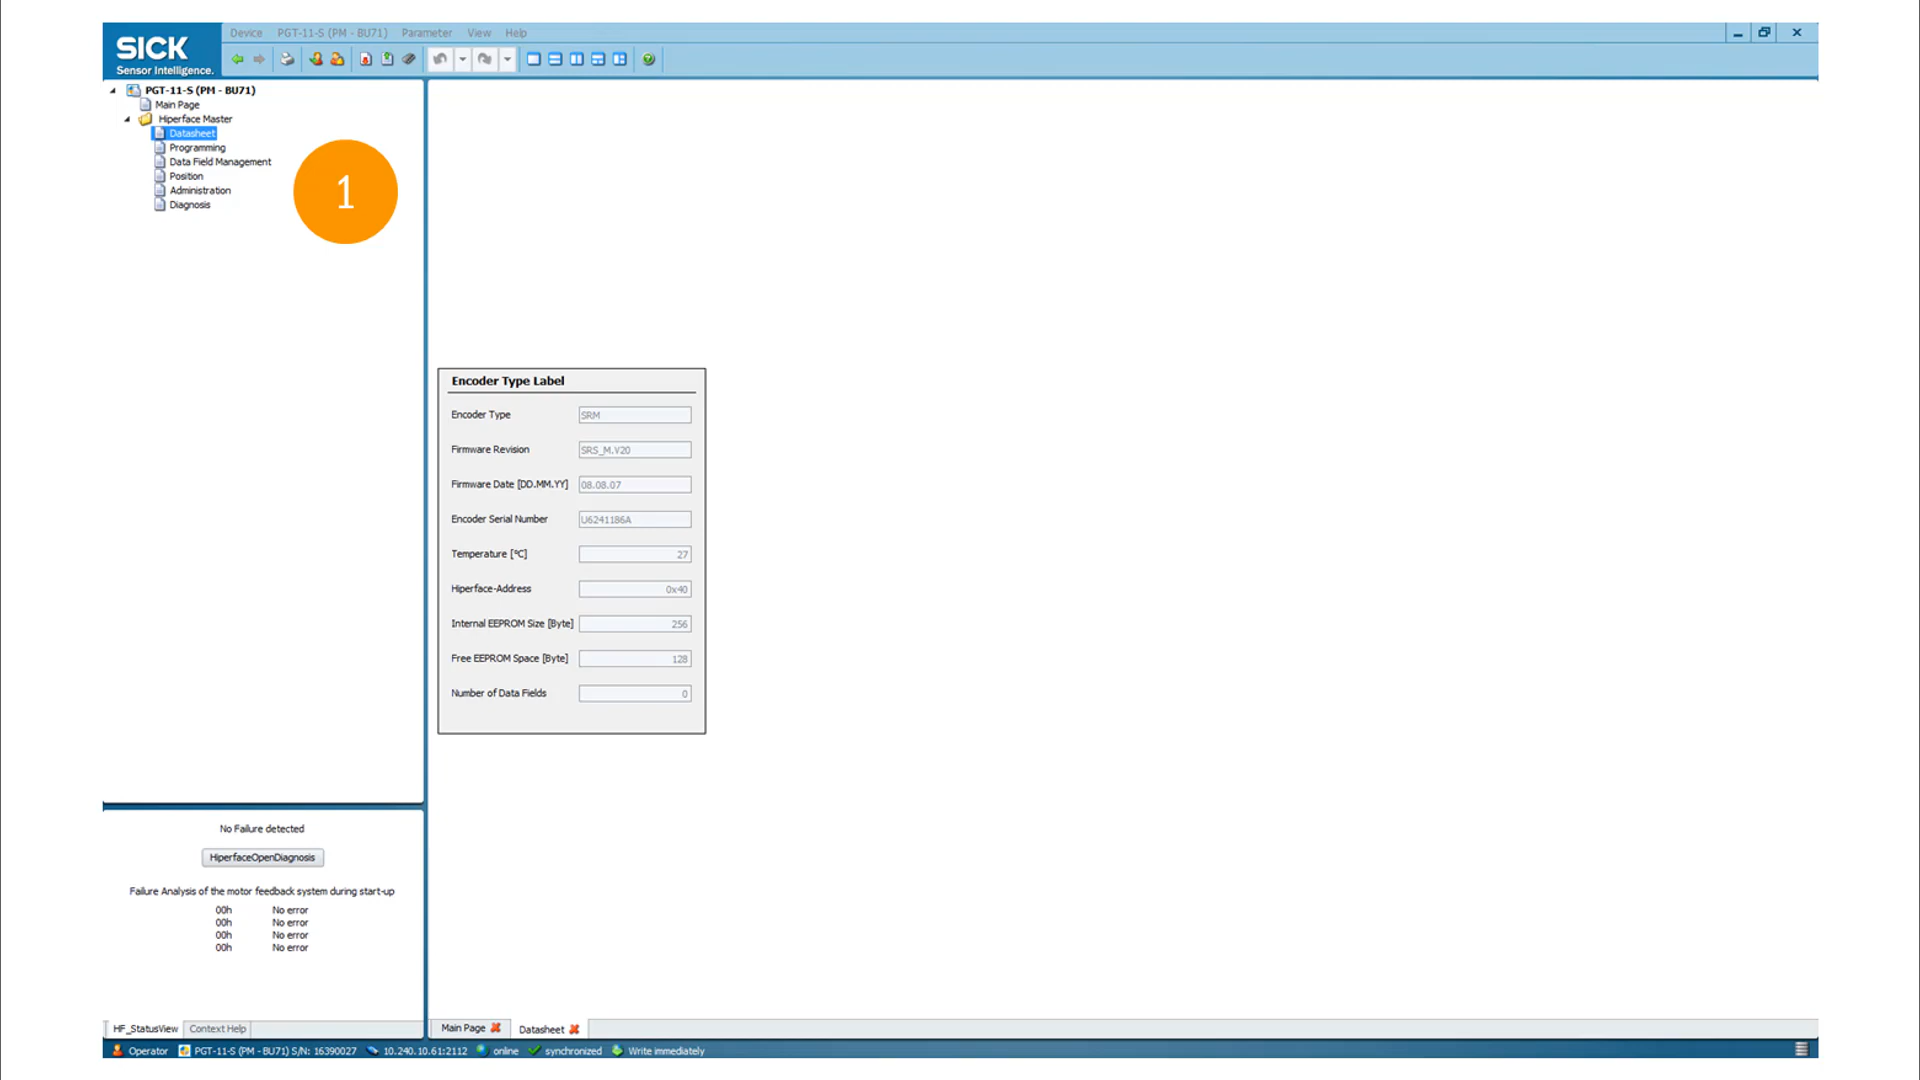 SICK
Sensor Intelligence.
Device PGT-11-S (PM - BU71) Parameter View Help
PGT-11-S (PM - BU71)
Main Page
Hiperface Master
Datasheet
Programming
Data Field Management
Position
Administration
Diagnosis
1
Encoder Type Label
Encoder Type SRM
Firmware Revision SRS_M.V20
Firmware Date [DD.MM.YY] 08.08.07
Encoder Serial Number U6241186A
Temperature [°C] 27
Hiperface-Address 0x40
Internal EEPROM Size [Byte] 256
Free EEPROM Space [Byte] 128
Number of Data Fields 0
No Failure detected
HiperfaceOpenDiagnosis
Failure Analysis of the motor feedback system during start-up
00h No error
00h No error
00h No error
00h No error
HF_StatusView Context Help
Main Page Datasheet
Operator PGT-11-S (PM - BU71) S/N: 16390027 10.240.10.61:2112 online synchronized Write immediately